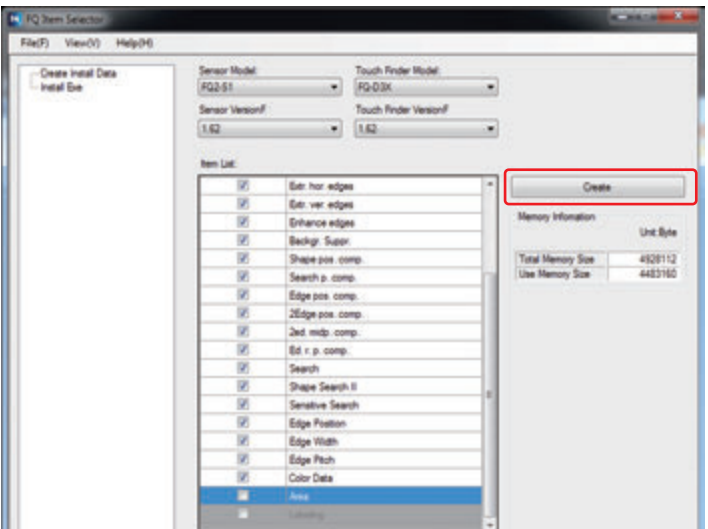 FQ Item Selector
File(F) View(V) Help(H)
Create Install Data
Install Exe
Sensor Model: Touch Finder Model:
FQ2-S1 FQ-D3X
Sensor Version# Touch Finder Version#
1.62 1.62
Item List:
Extr. hor. edges
Extr. ver. edges
Enhance edges
Backgr. Suppr.
Shape pos. comp.
Search p. comp.
Edge pos. comp.
2Edge pos. comp.
2ed. midp. comp.
Ed. r. p. comp.
Search
Shape Search II
Sensitive Search
Edge Position
Edge Width
Edge Pitch
Color Data
Area
Labeling
Create
Memory Infomation
Unit:Byte
Total Memory Size 4928112
Use Memory Size 4483160